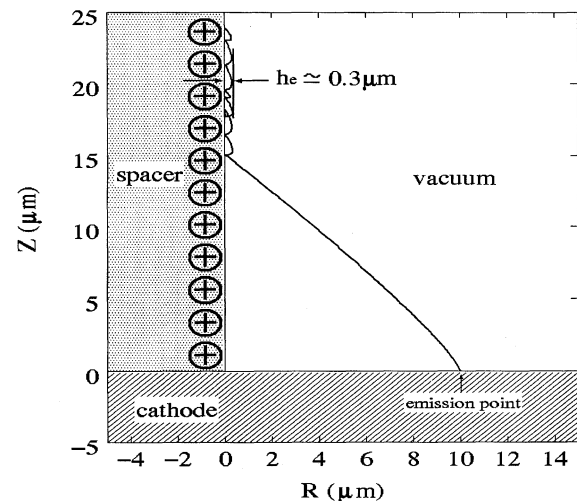 25
20
15
10
5
0
−5
Z (μm)
he ≃ 0.3μm
spacer
vacuum
cathode
emission point
−4 −2 0 2 4 6 8 10 12 14
R (μm)